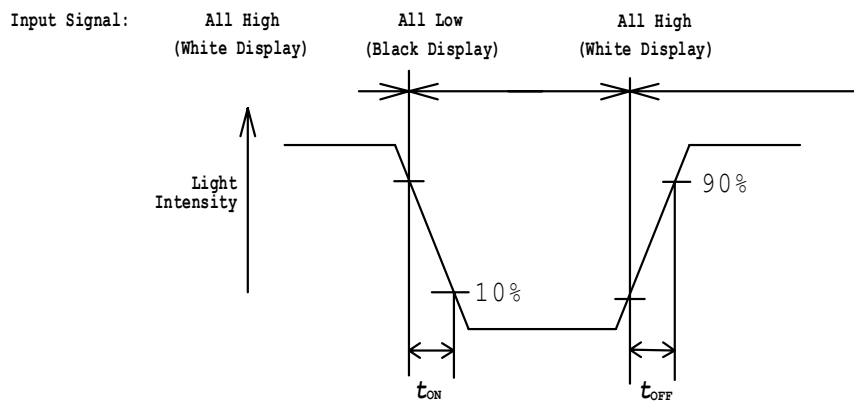 Input Signal: All High All Low All High
(White Display) (Black Display) (White Display)
Light
Intensity
90%
10%
tON tOFF